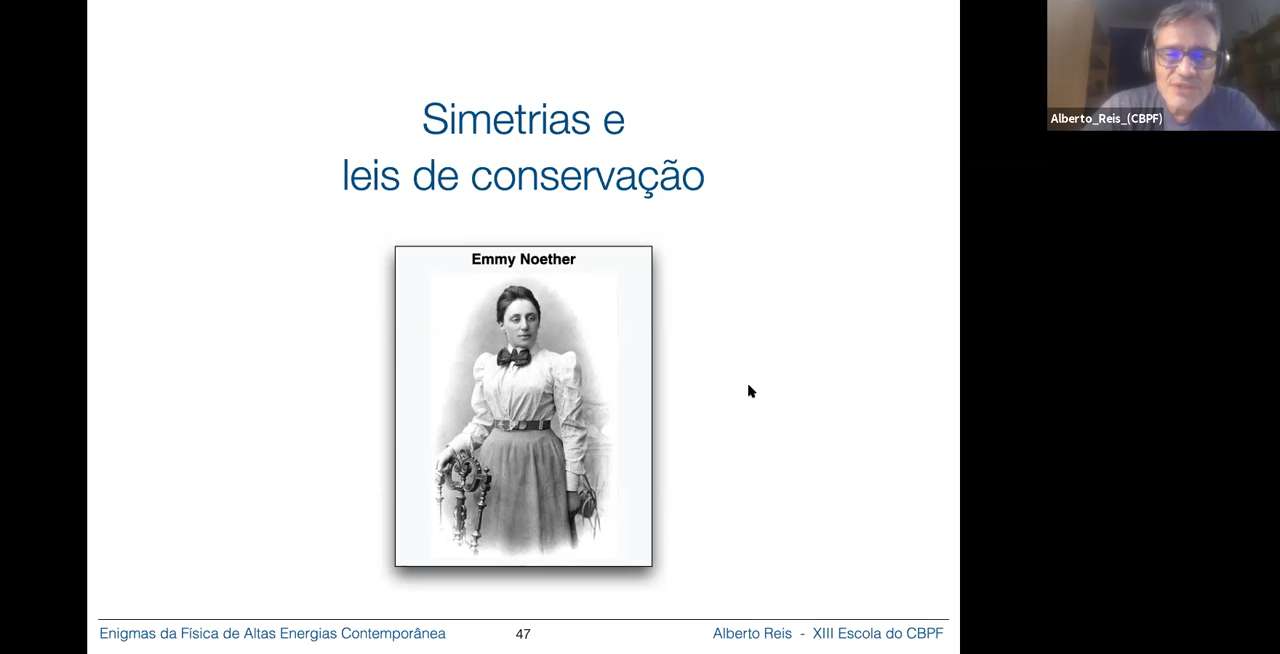 Simetrias e
leis de conservação
Emmy Noether
Alberto_Reis_(CBPF)
Enigmas da Física de Altas Energias Contemporânea
47
Alberto Reis - XIII Escola do CBPF